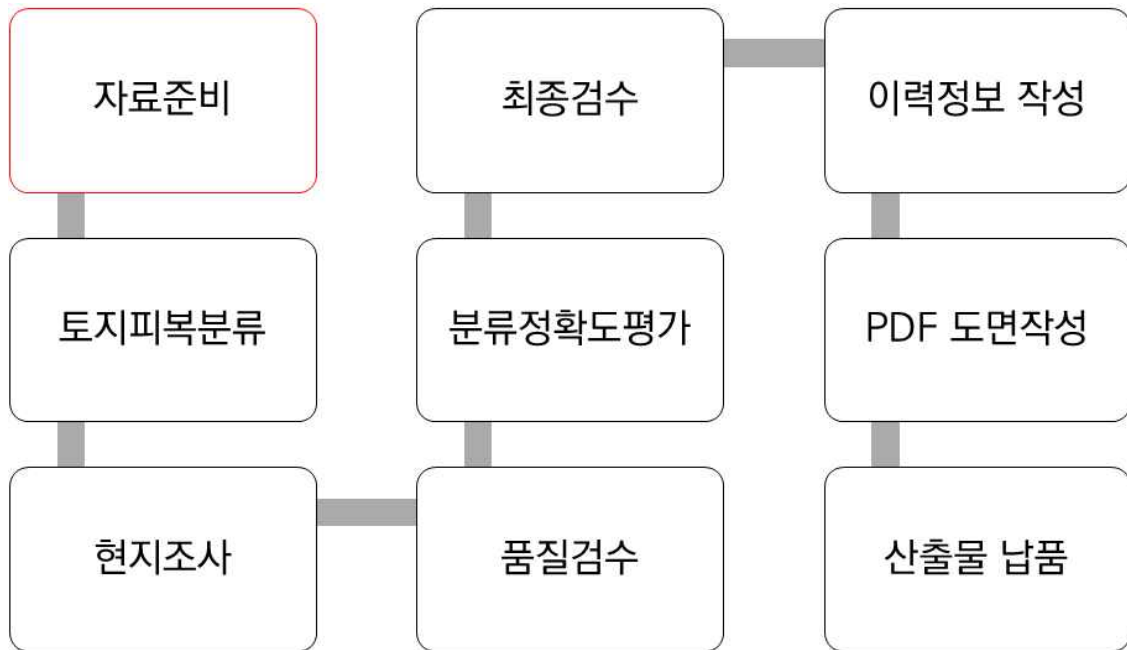 자료준비
토지피복분류
현지조사
품질검수
분류정확도평가
최종검수
이력정보 작성
PDF 도면작성
산출물 납품